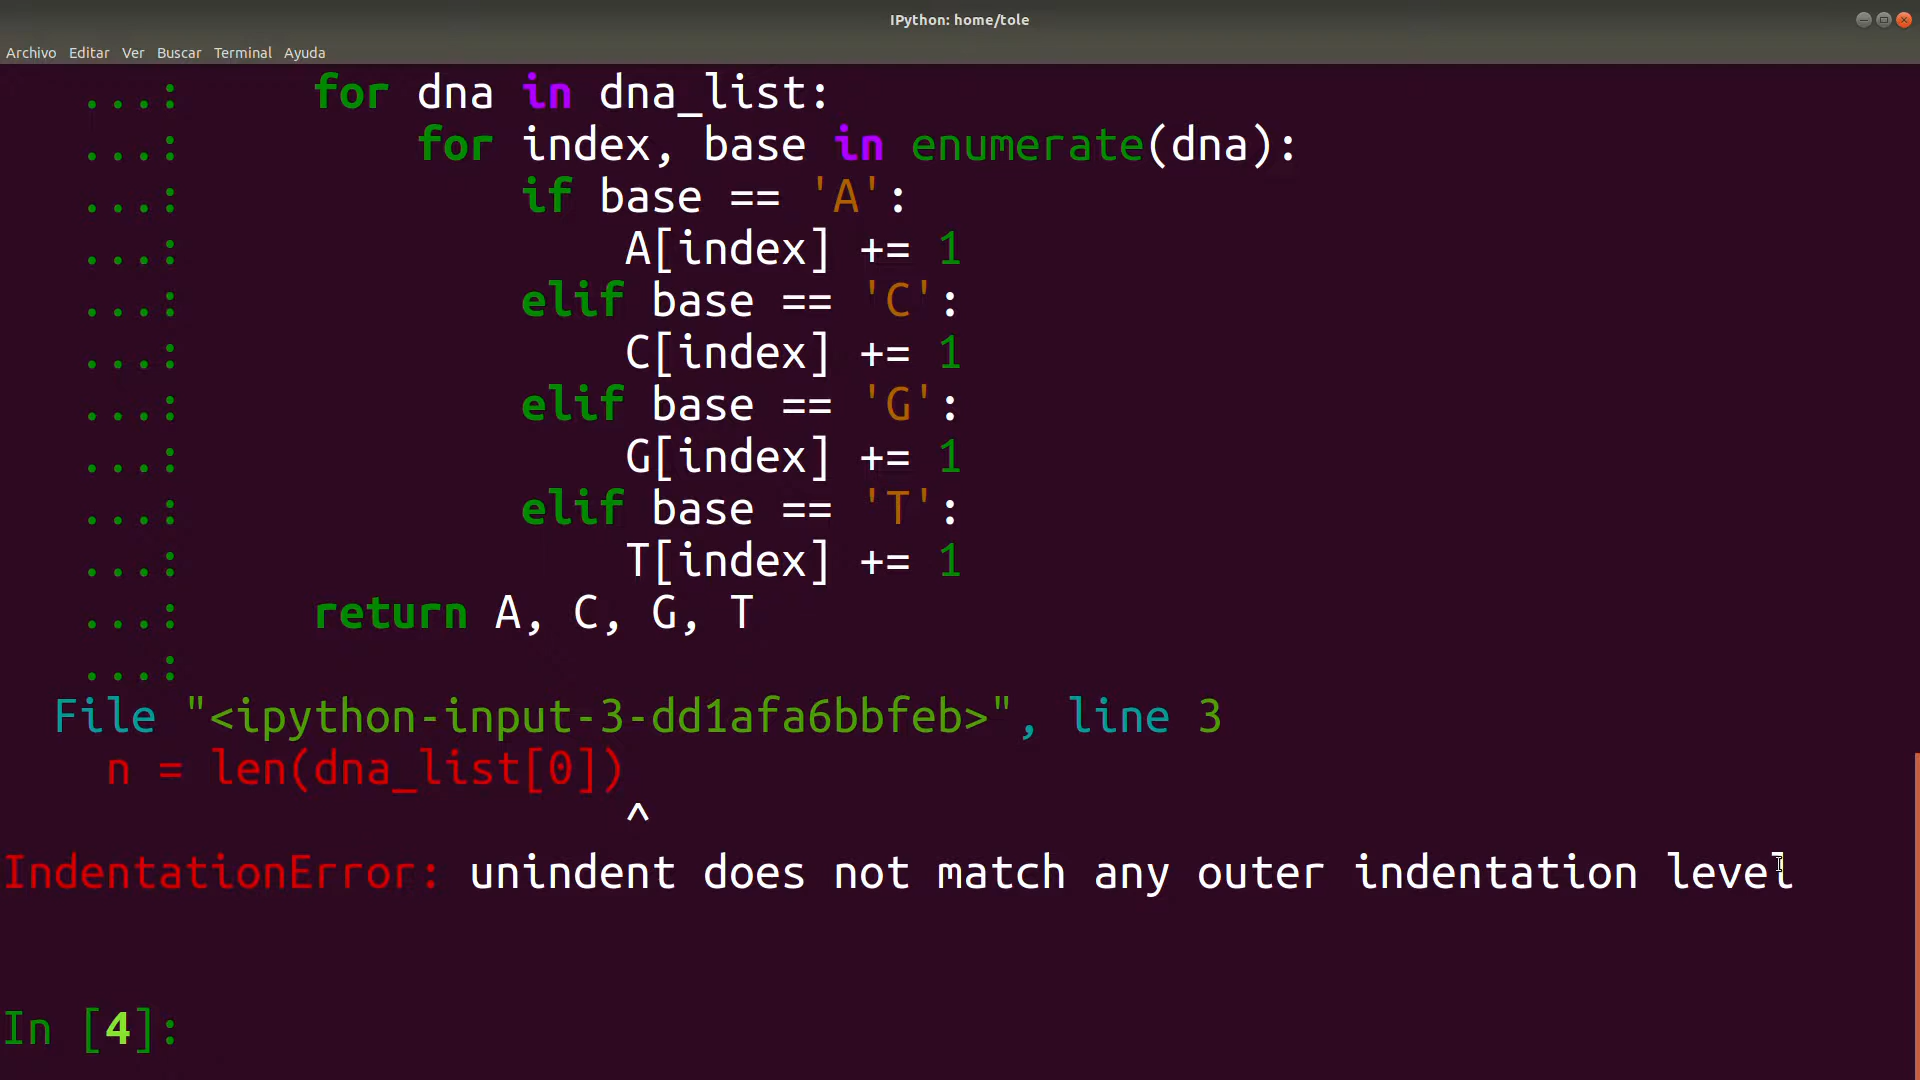 IPython: home/tole
Archivo Editar Ver Buscar Terminal Ayuda
...:     for dna in dna_list:
...:         for index, base in enumerate(dna):
...:             if base == 'A':
...:                 A[index] += 1
...:             elif base == 'C':
...:                 C[index] += 1
...:             elif base == 'G':
...:                 G[index] += 1
...:             elif base == 'T':
...:                 T[index] += 1
...:     return A, C, G, T
...:
File "<ipython-input-3-dd1afa6bbfeb>", line 3
n = len(dna_list[0])
^
IndentationError: unindent does not match any outer indentation level
In [4]: